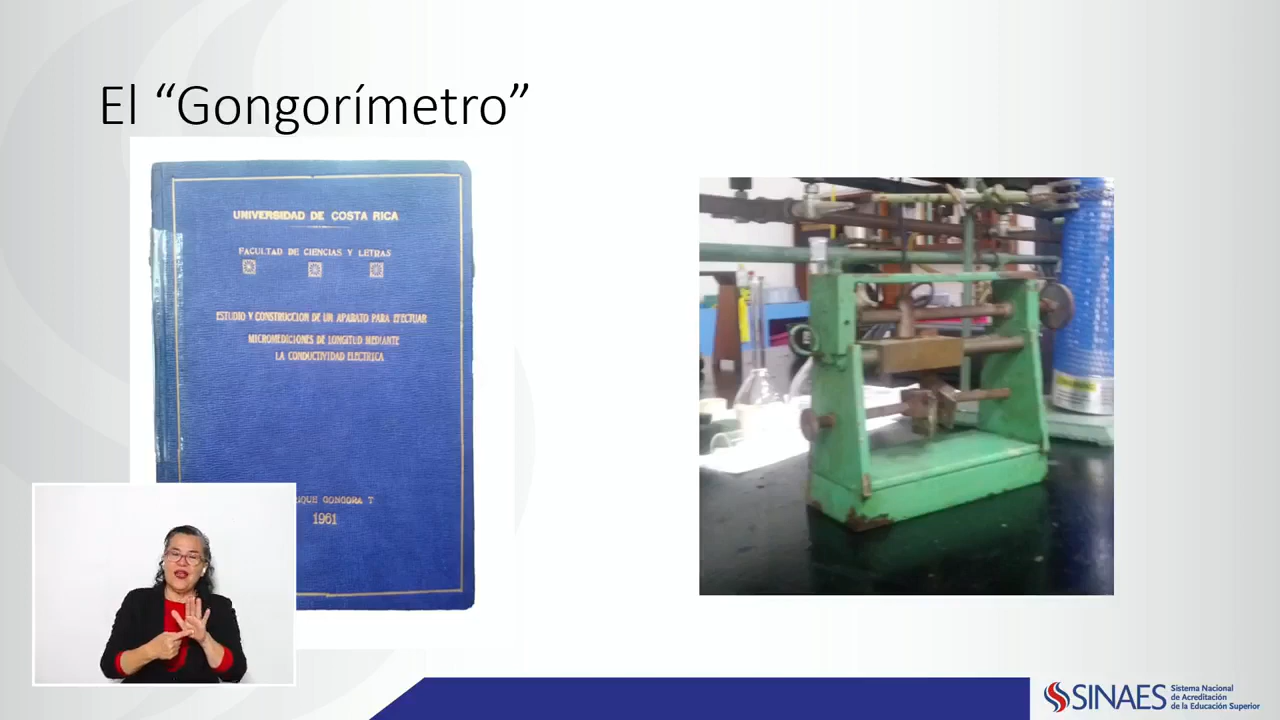 El “Gongorímetro”
UNIVERSIDAD DE COSTA RICA
FACULTAD DE CIENCIAS Y LETRAS
ESTUDIO Y CONSTRUCCION DE UN APARATO PARA EFECTUAR
MICROMEDICIONES DE LONGITUD MEDIANTE
LA CONDUCTIVIDAD ELECTRICA
RIQUE GONGORA T
1961
SINAES
Sistema Nacional
de Acreditación
de la Educación Superior